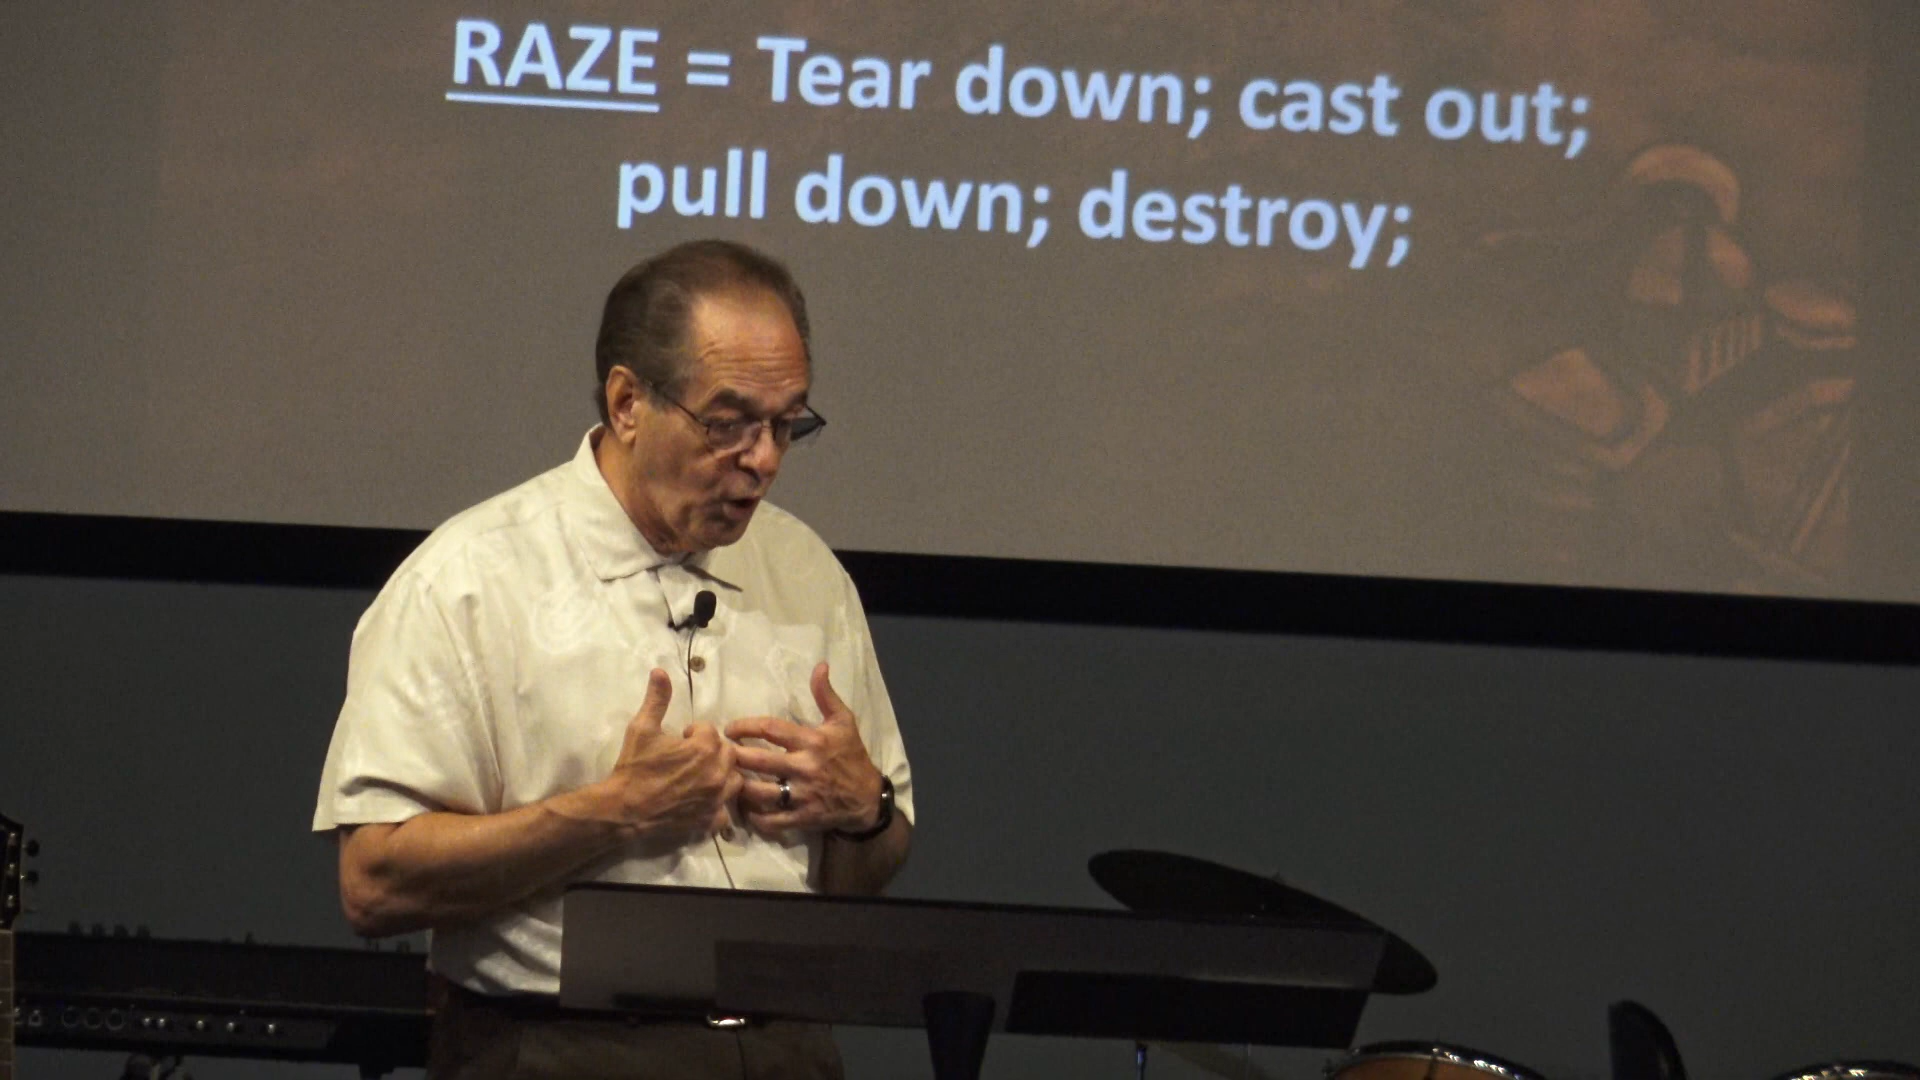 RAZE = Tear down; cast out;
pull down; destroy;